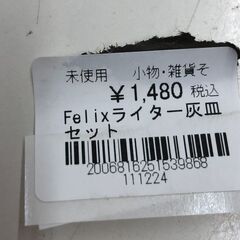 未使用 小物・雑貨そ
¥1,480 税込
Felixライター灰皿
セット
2006816251539868
111224